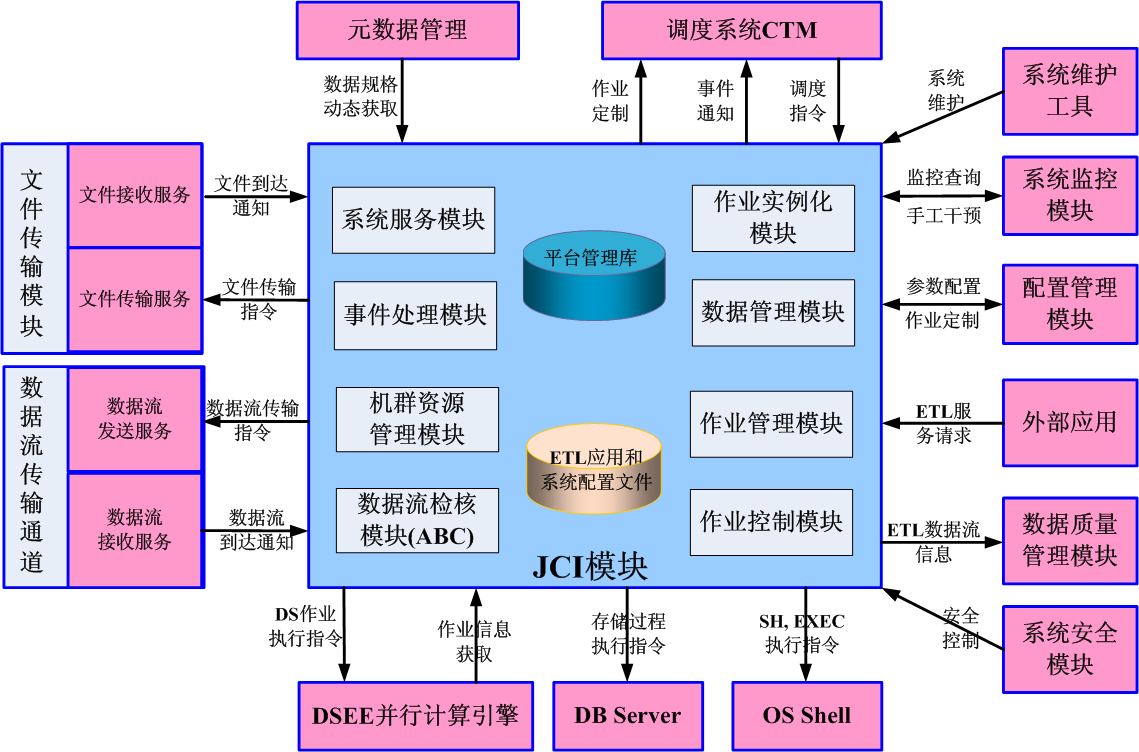 元数据管理
调度系统CTM
数据规格
动态获取
作业
定制
事件
通知
调度
指令
系统
维护
系统维护
工具
文件传输模块
文件接收服务
文件到达
通知
文件传输服务
文件传输
指令
数据流传输通道
数据流
发送服务
数据流传输
指令
数据流
接收服务
数据流
到达通知
系统服务模块
事件处理模块
机群资源
管理模块
数据流检核
模块(ABC)
平台管理库
ETL应用和
系统配置文件
作业实例化
模块
数据管理模块
作业管理模块
作业控制模块
JCI模块
监控查询
手工干预
系统监控
模块
参数配置
作业定制
配置管理
模块
ETL服
务请求
外部应用
ETL数据流
信息
数据质量
管理模块
安全
控制
系统安全
模块
DS作业
执行指令
作业信息
获取
存储过程
执行指令
SH, EXEC
执行指令
DSEE并行计算引擎
DB Server
OS Shell